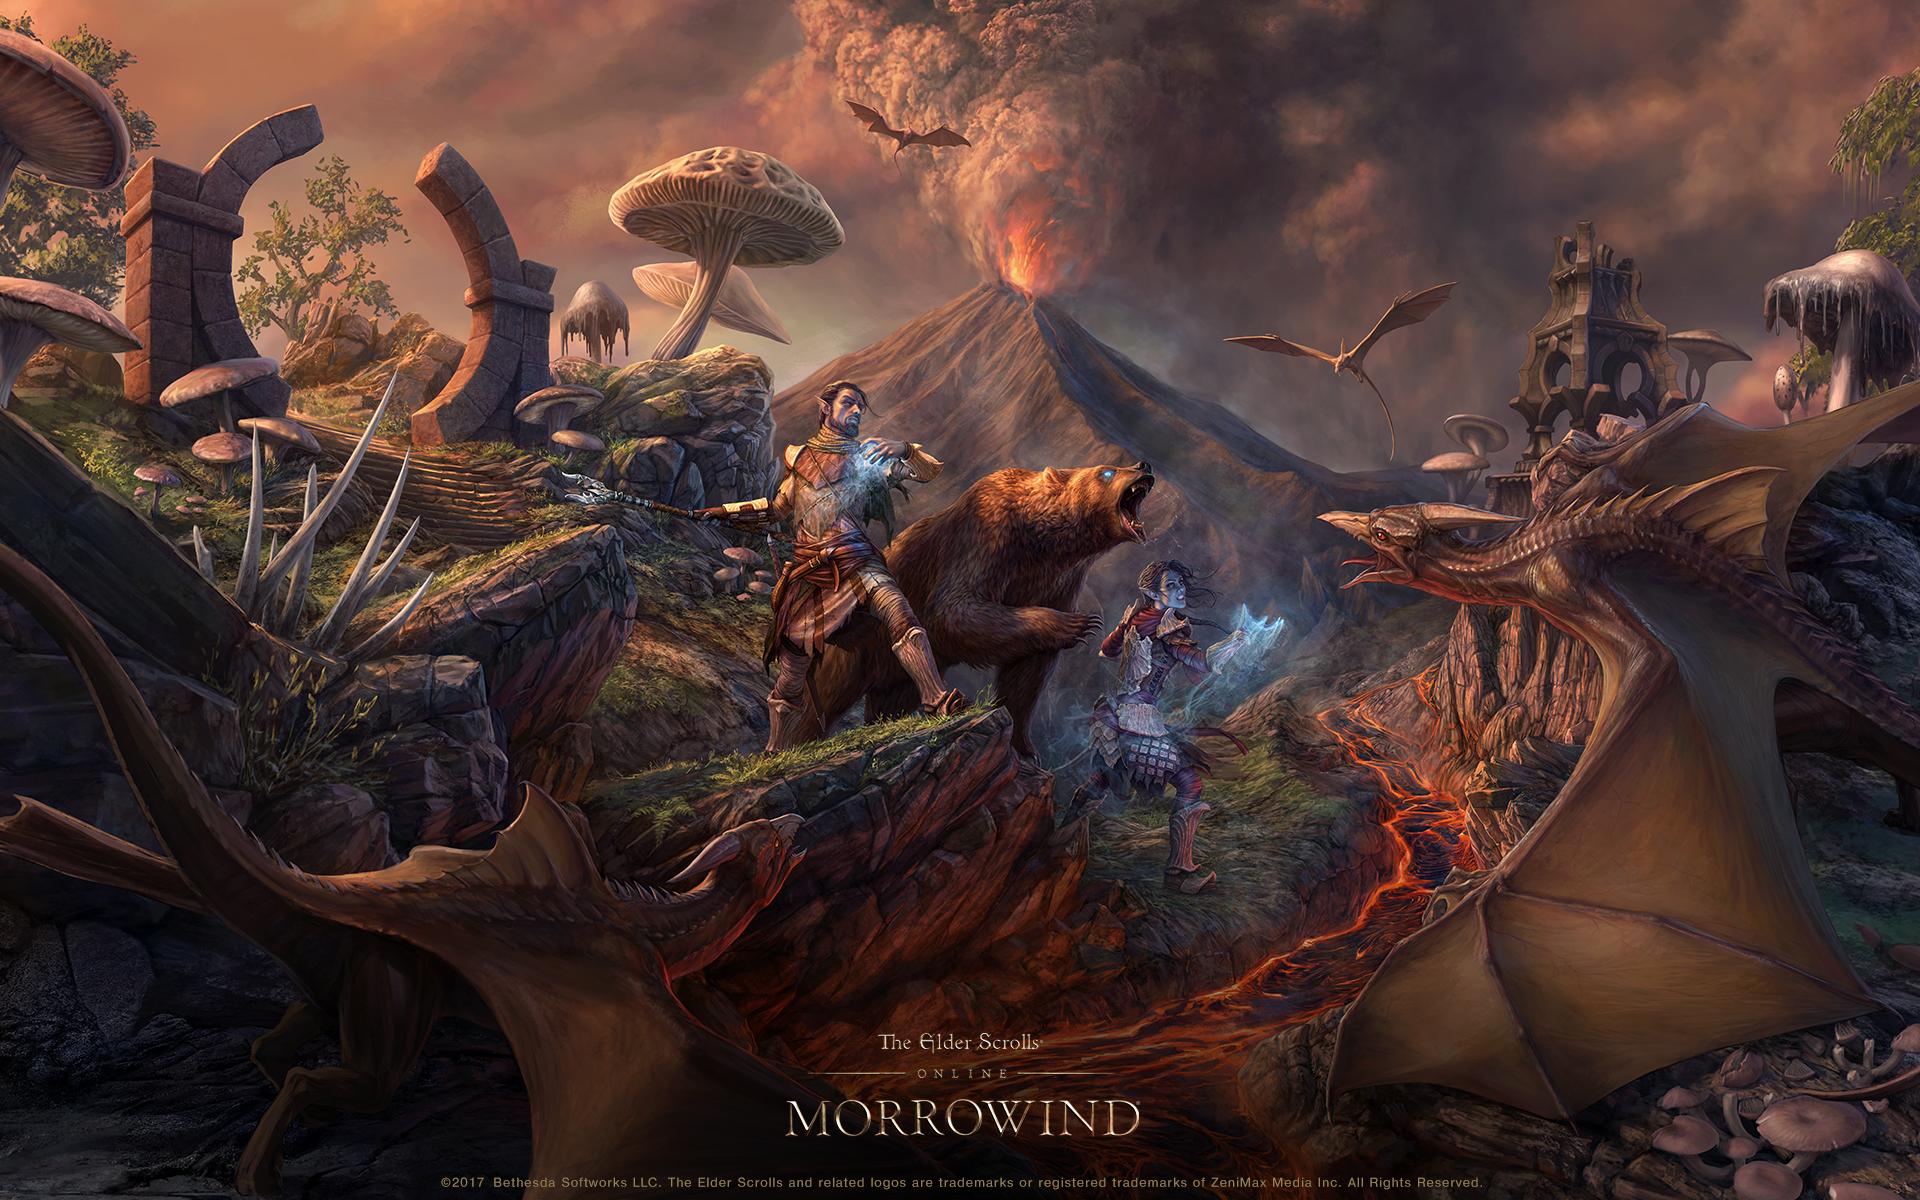 The Elder Scrolls®
ONLINE
MORROWIND®
©2017 Bethesda Softworks LLC. The Elder Scrolls and related logos are trademarks or registered trademarks of ZeniMax Media Inc. All Rights Reserved.